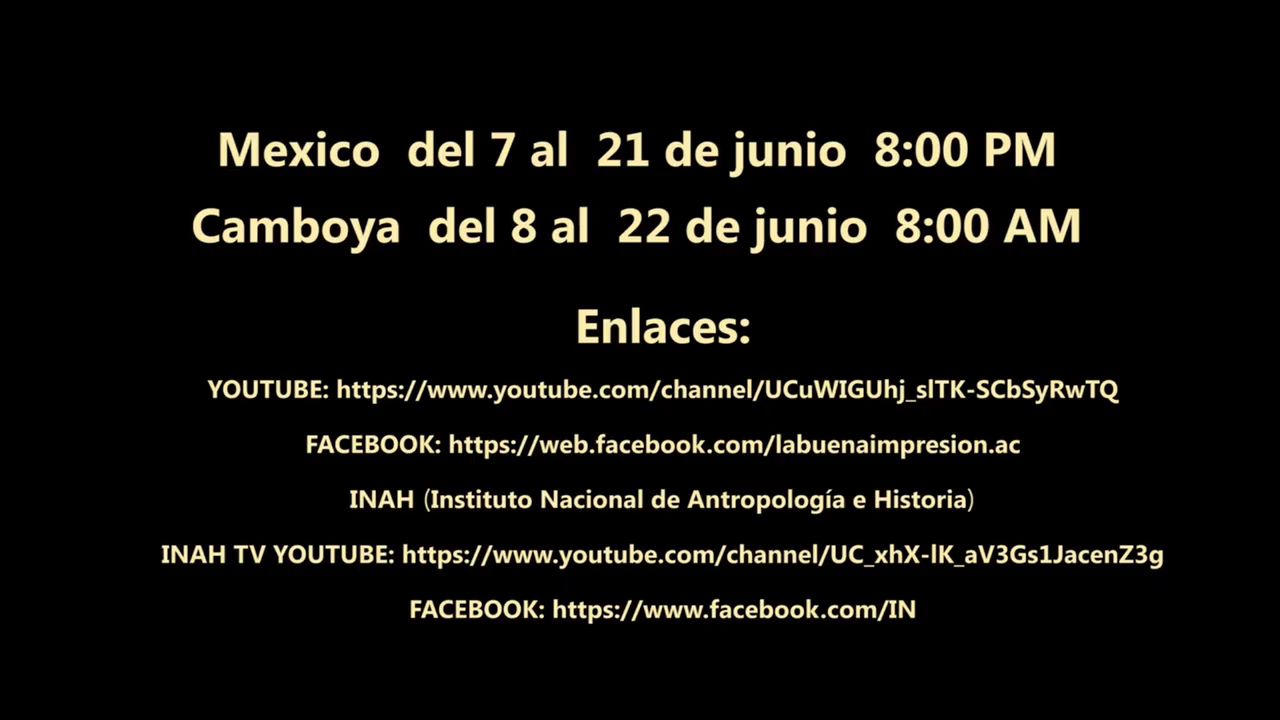 Mexico del 7 al 21 de junio 8:00 PM
Camboya del 8 al 22 de junio 8:00 AM
Enlaces:
YOUTUBE: https://www.youtube.com/channel/UCuWIGUhj_slTK-SCbSyRwTQ
FACEBOOK: https://web.facebook.com/labuenaimpresion.ac
INAH (Instituto Nacional de Antropología e Historia)
INAH TV YOUTUBE: https://www.youtube.com/channel/UC_xhX-lK_aV3Gs1JacenZ3g
FACEBOOK: https://www.facebook.com/IN